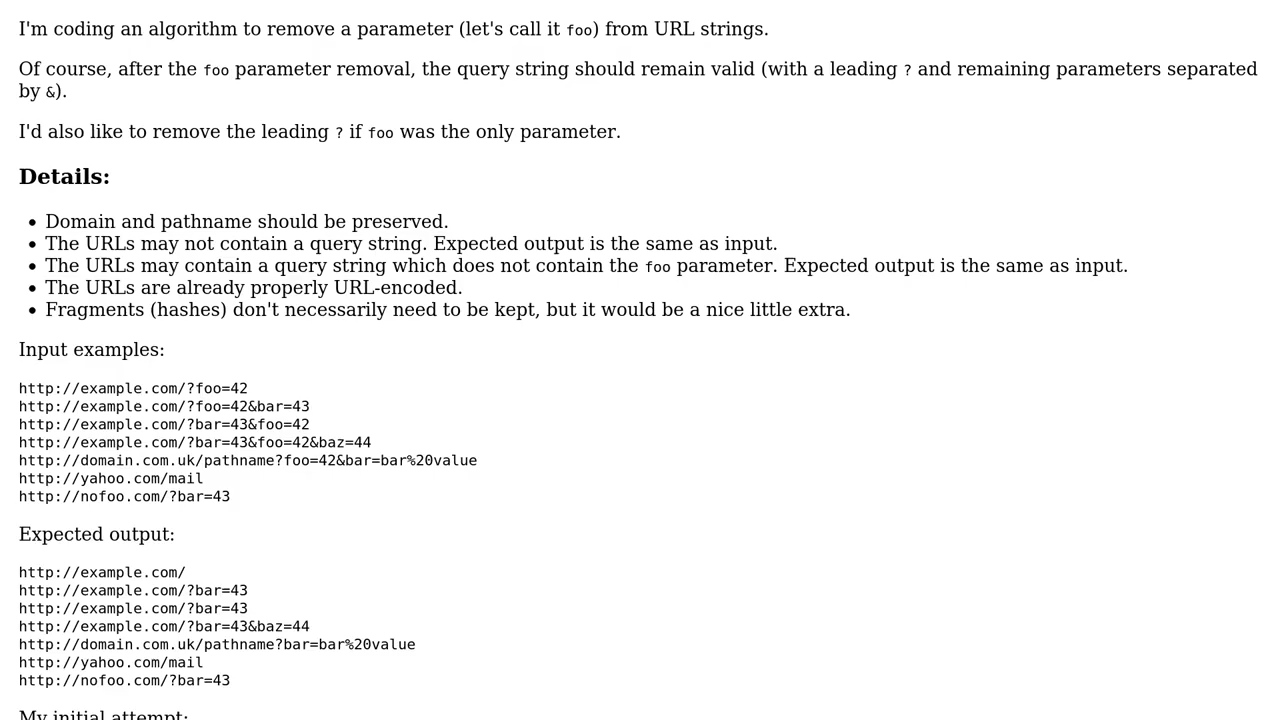 I'm coding an algorithm to remove a parameter (let's call it foo) from URL strings.
Of course, after the foo parameter removal, the query string should remain valid (with a leading ? and remaining parameters separated
by &).
I'd also like to remove the leading ? if foo was the only parameter.
Details:
• Domain and pathname should be preserved.
• The URLs may not contain a query string. Expected output is the same as input.
• The URLs may contain a query string which does not contain the foo parameter. Expected output is the same as input.
• The URLs are already properly URL-encoded.
• Fragments (hashes) don't necessarily need to be kept, but it would be a nice little extra.
Input examples:
http://example.com/?foo=42
http://example.com/?foo=42&bar=43
http://example.com/?bar=43&foo=42
http://example.com/?bar=43&foo=42&baz=44
http://domain.com.uk/pathname?foo=42&bar=bar%20value
http://yahoo.com/mail
http://nofoo.com/?bar=43
Expected output:
http://example.com/
http://example.com/?bar=43
http://example.com/?bar=43
http://example.com/?bar=43&baz=44
http://domain.com.uk/pathname?bar=bar%20value
http://yahoo.com/mail
http://nofoo.com/?bar=43
My initial attempt: